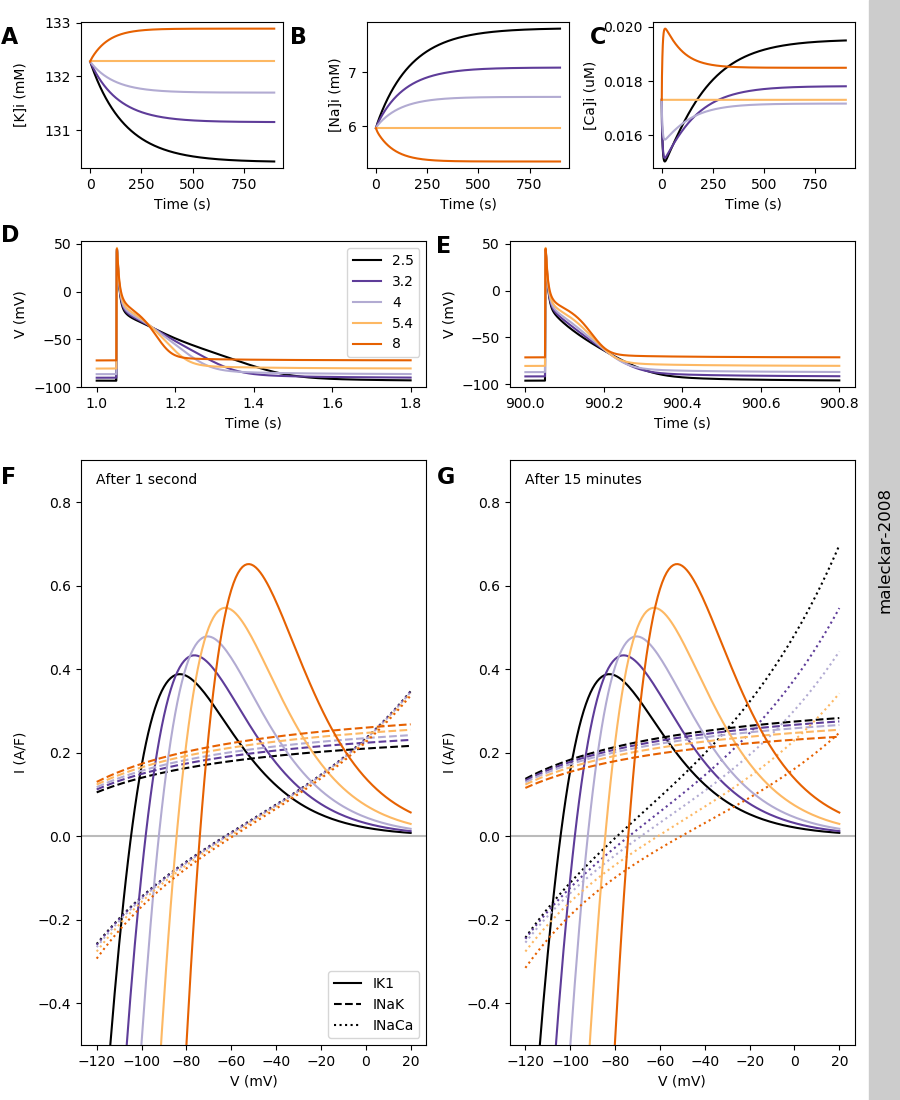 A
133
132
131
[K]i (mM)
0
250
500
750
Time (s)
B
7
6
[Na]i (mM)
0
250
500
750
Time (s)
C
0.020
0.018
0.016
[Ca]i (uM)
0
250
500
750
Time (s)
D
50
0
−50
−100
V (mV)
1.0
1.2
1.4
1.6
1.8
Time (s)
2.5
3.2
4
5.4
8
E
50
0
−50
−100
V (mV)
900.0
900.2
900.4
900.6
900.8
Time (s)
F
After 1 second
0.8
0.6
0.4
0.2
0.0
−0.2
−0.4
I (A/F)
−120
−100
−80
−60
−40
−20
0
20
V (mV)
IK1
INaK
INaCa
G
After 15 minutes
0.8
0.6
0.4
0.2
0.0
−0.2
−0.4
I (A/F)
−120
−100
−80
−60
−40
−20
0
20
V (mV)
maleckar-2008